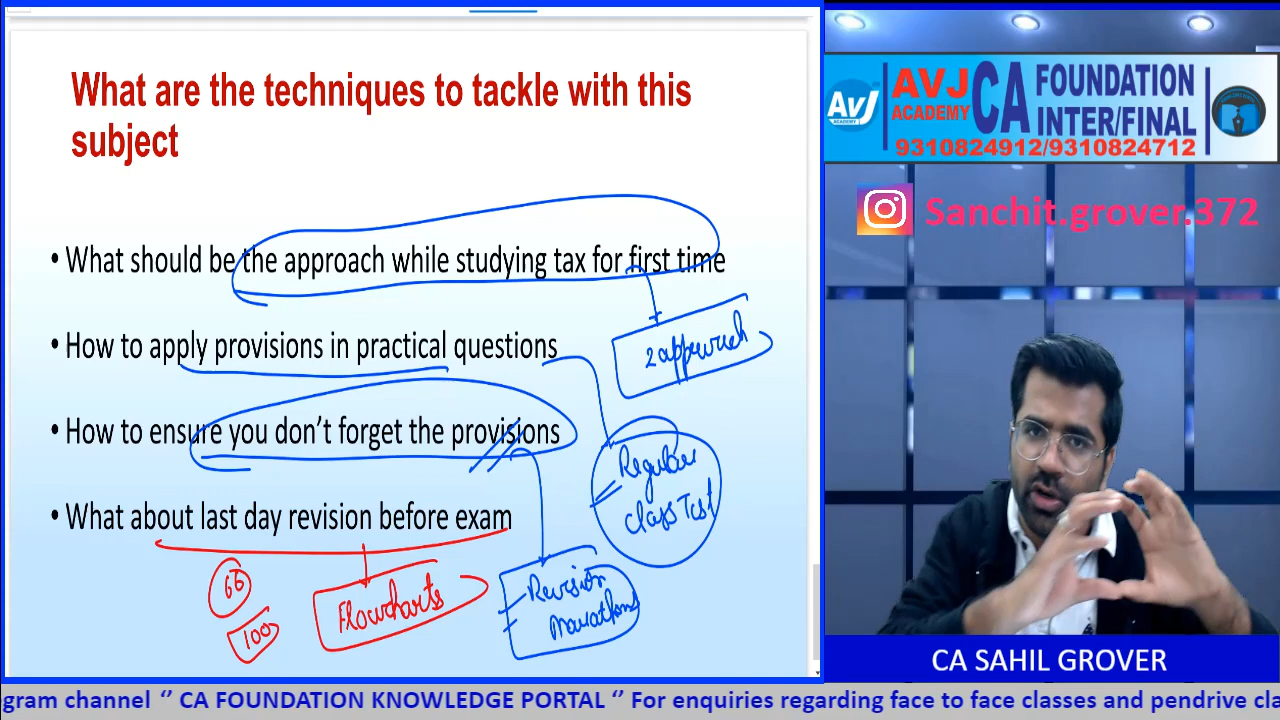 What are the techniques to tackle with this
subject
• What should be the approach while studying tax for first time
2 approach
• How to apply provisions in practical questions
• How to ensure you don't forget the provisions
Regular
class Test
• What about last day revision before exam
66
100
Flowcharts
Revision
Marathons
AVJ
ACADEMY
AVJ
ACADEMY
CA
FOUNDATION
INTER/FINAL
9310824912/9310824712
Sanchit.grover.372
CA SAHIL GROVER
gram channel “ CA FOUNDATION KNOWLEDGE PORTAL “ For enquiries regarding face to face classes and pendrive cla